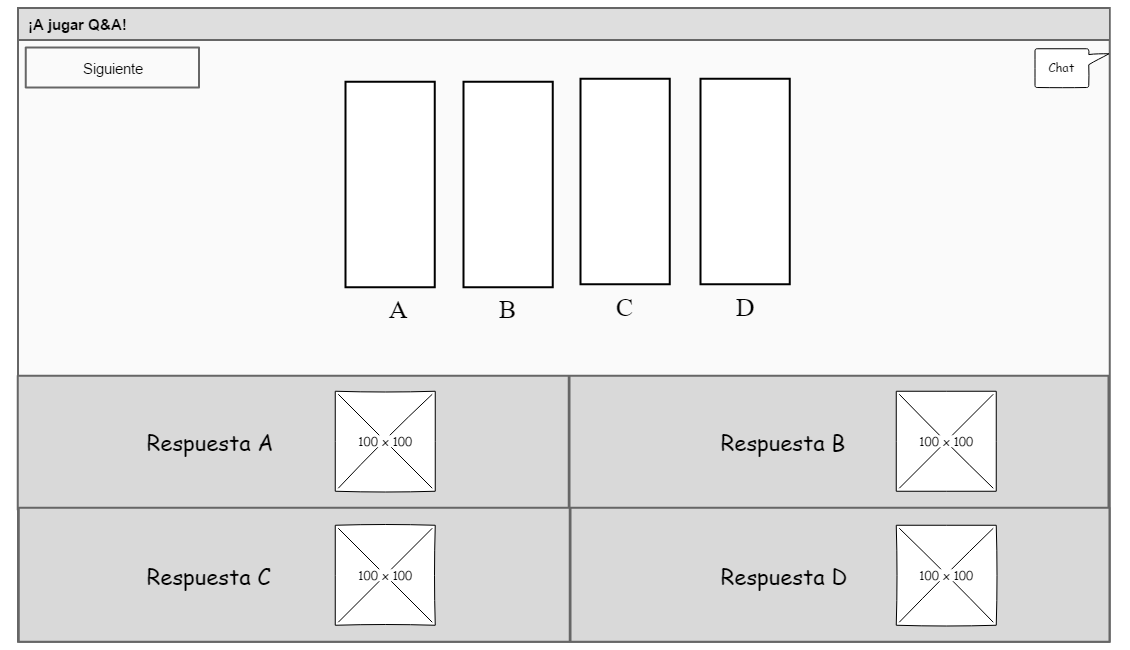 ¡A jugar Q&A!
Siguiente
Chat
A B C D
Respuesta A
100 x 100
Respuesta B
100 x 100
Respuesta C
100 x 100
Respuesta D
100 x 100